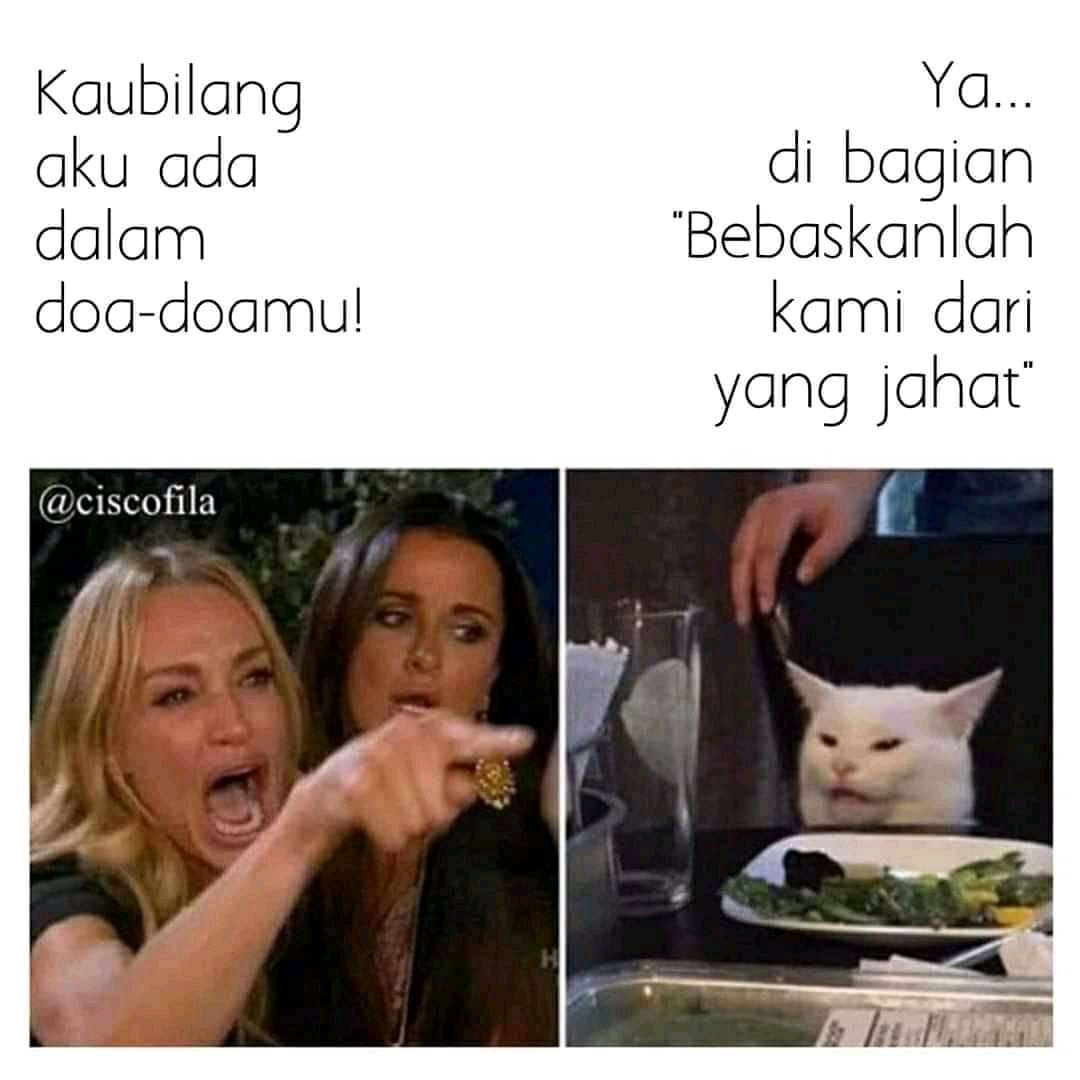 Kaubilang
aku ada
dalam
doa-doamu!
Ya...
di bagian
"Bebaskanlah
kami dari
yang jahat"
@ciscofila